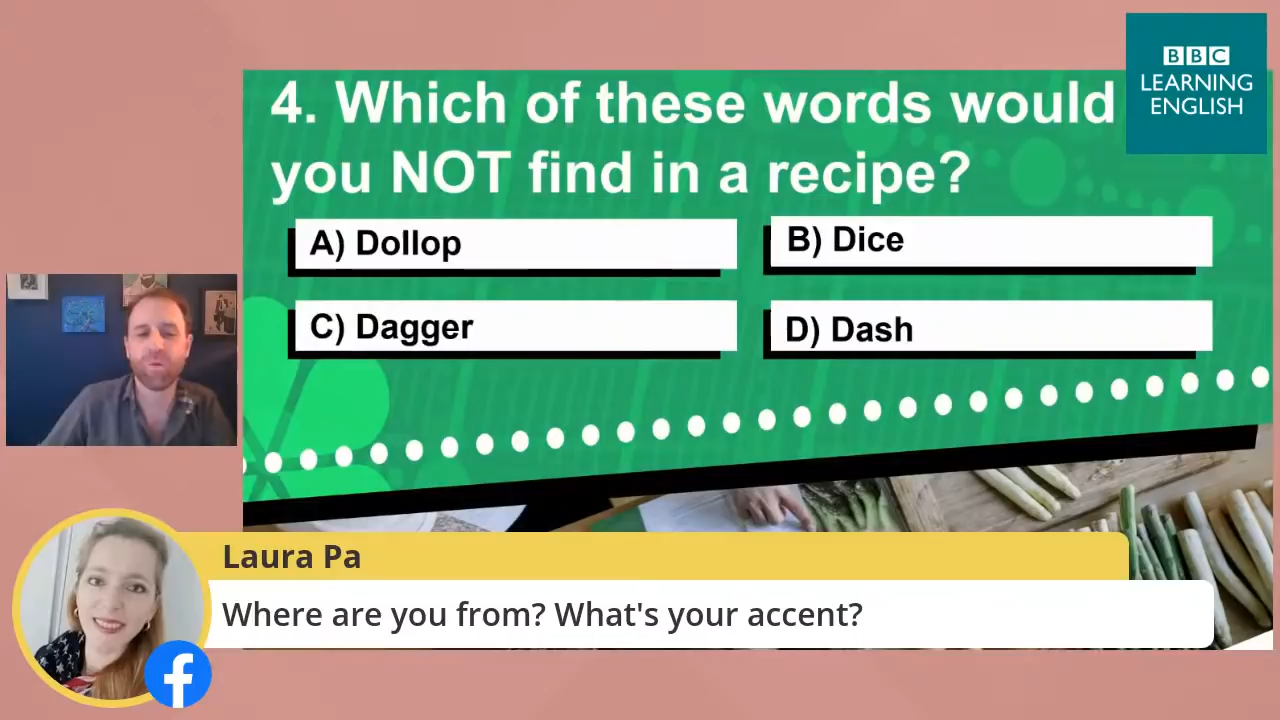 4. Which of these words would
you NOT find in a recipe?
BBC
LEARNING
ENGLISH
A) Dollop
B) Dice
C) Dagger
D) Dash
Laura Pa
Where are you from? What's your accent?